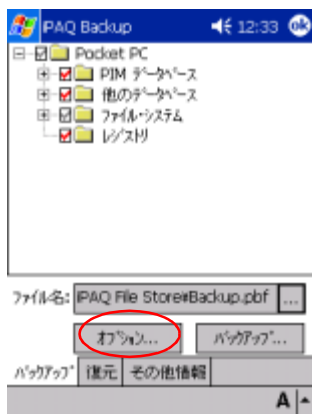 iPAQ Backup 12:33 ok
Pocket PC
PIM ﾃﾞｰﾀﾍﾞｰｽ
他のﾃﾞｰﾀﾍﾞｰｽ
ﾌｧｲﾙ･ｼｽﾃﾑ
ﾚｼﾞｽﾄﾘ
ﾌｧｲﾙ名: iPAQ File Store¥Backup.pbf ...
ｵﾌﾟｼｮﾝ... ﾊﾞｯｸｱｯﾌﾟ...
ﾊﾞｯｸｱｯﾌﾟ 復元 その他情報
A